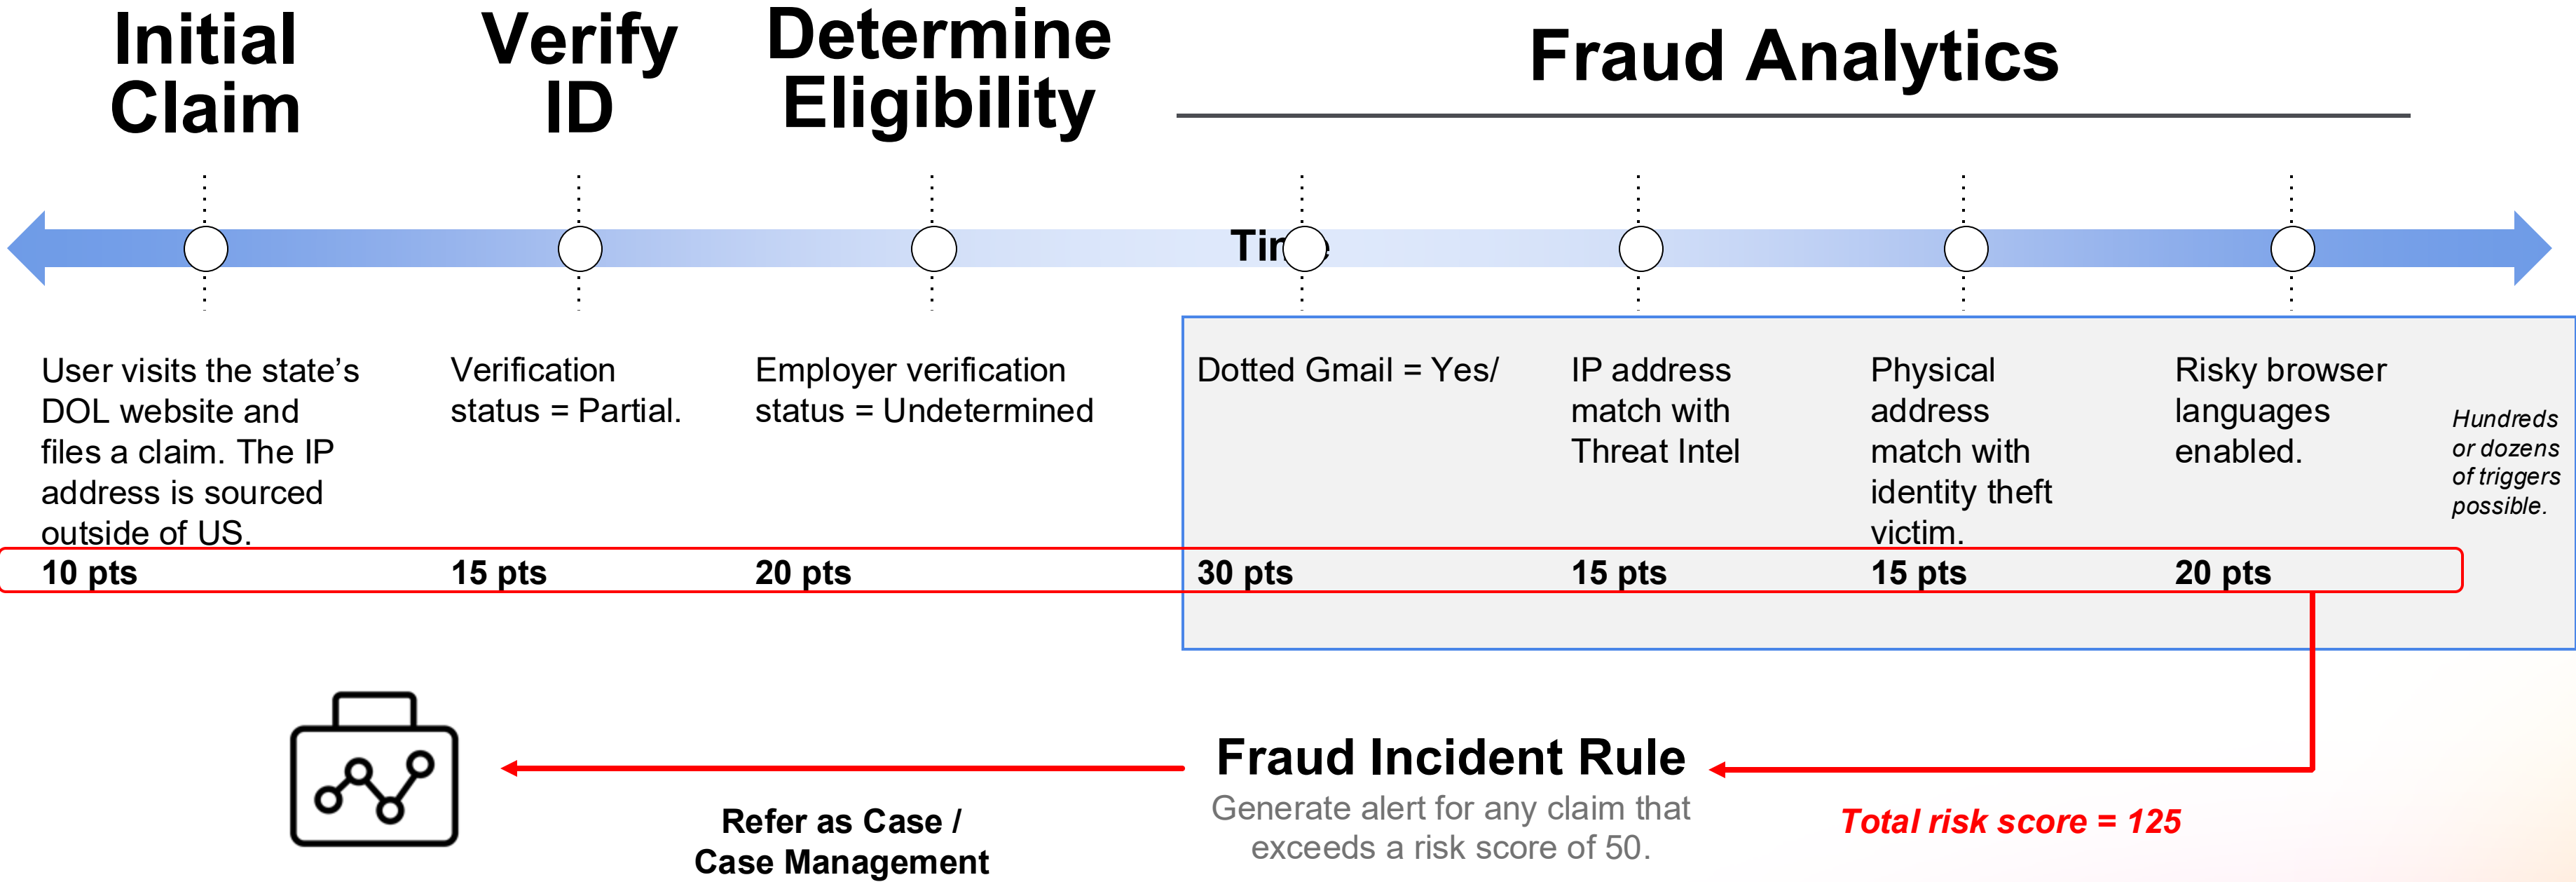 Initial
Claim
Verify
ID
Determine
Eligibility
Fraud Analytics
User visits the state’s
DOL website and
files a claim. The IP
address is sourced
outside of US.
10 pts
Verification
status = Partial.
15 pts
Employer verification
status = Undetermined
20 pts
Dotted Gmail = Yes/
30 pts
IP address
match with
Threat Intel
15 pts
Physical
address
match with
identity theft
victim.
15 pts
Risky browser
languages
enabled.
20 pts
Hundreds
or dozens
of triggers
possible.
Refer as Case /
Case Management
Fraud Incident Rule
Generate alert for any claim that
exceeds a risk score of 50.
Total risk score = 125